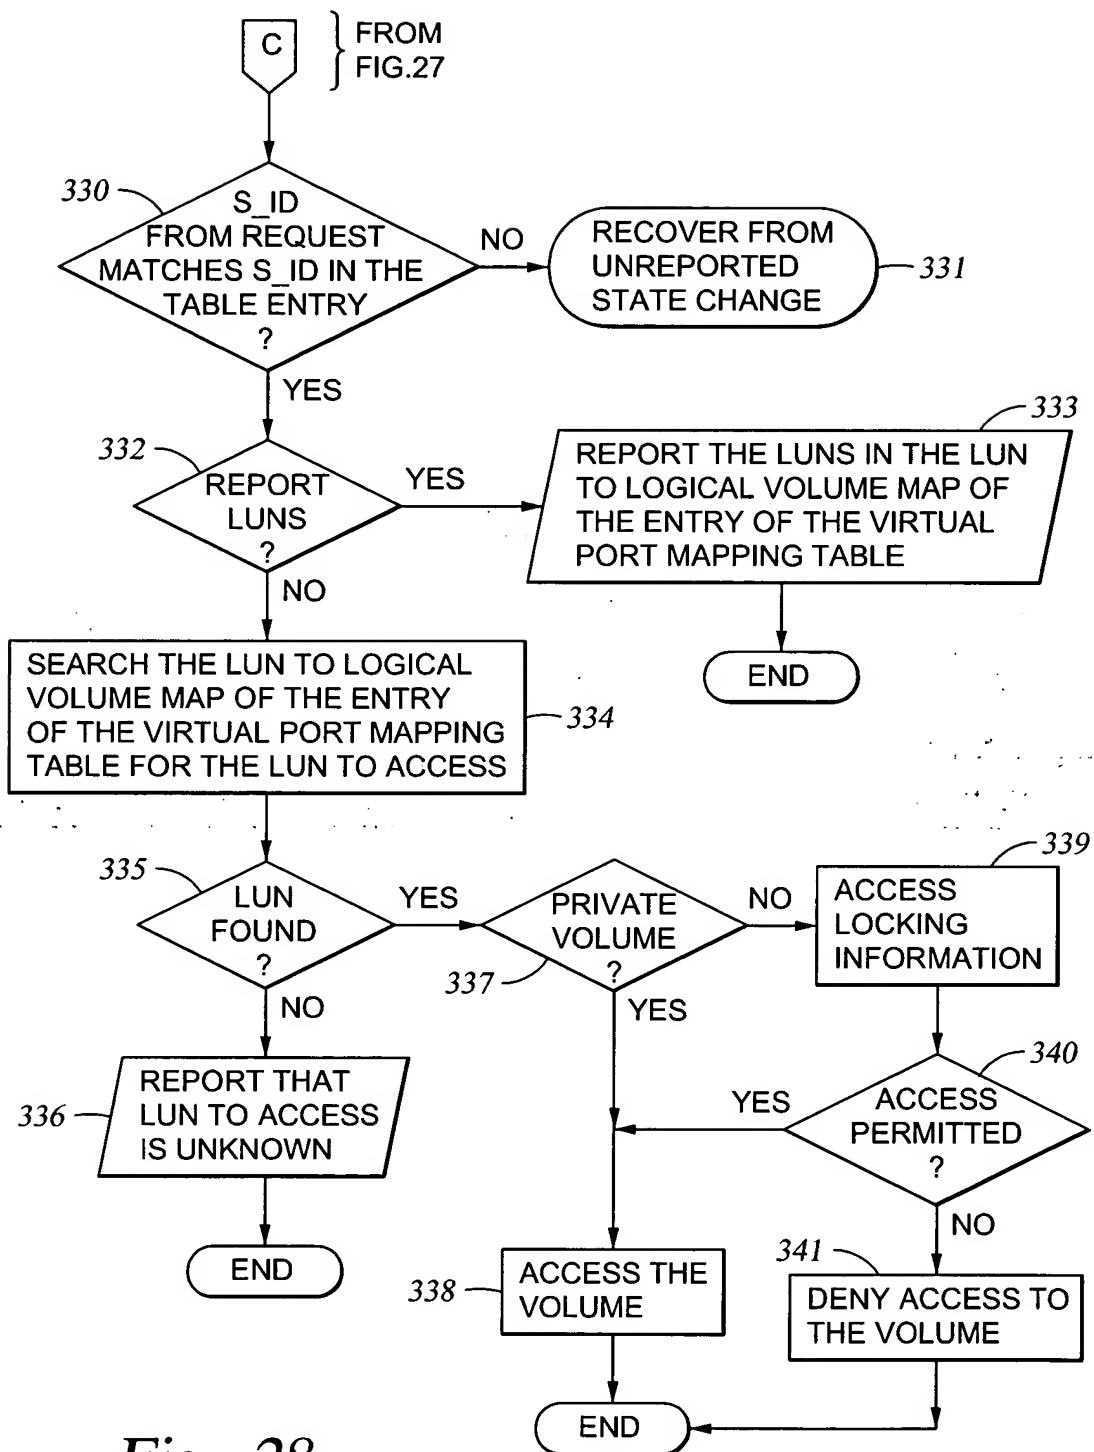 C
FROM
FIG.27
330
S_ID
FROM REQUEST
MATCHES S_ID IN THE
TABLE ENTRY
?
NO
RECOVER FROM
UNREPORTED
STATE CHANGE
331
YES
332
REPORT
LUNS
?
YES
333
REPORT THE LUNS IN THE LUN
TO LOGICAL VOLUME MAP OF
THE ENTRY OF THE VIRTUAL
PORT MAPPING TABLE
END
NO
SEARCH THE LUN TO LOGICAL
VOLUME MAP OF THE ENTRY
OF THE VIRTUAL PORT MAPPING
TABLE FOR THE LUN TO ACCESS
334
335
LUN
FOUND
?
YES
PRIVATE
VOLUME
?
337
NO
339
ACCESS
LOCKING
INFORMATION
NO
336
REPORT THAT
LUN TO ACCESS
IS UNKNOWN
END
YES
340
ACCESS
PERMITTED
?
YES
NO
338
ACCESS THE
VOLUME
341
DENY ACCESS TO
THE VOLUME
END
Fig. 28